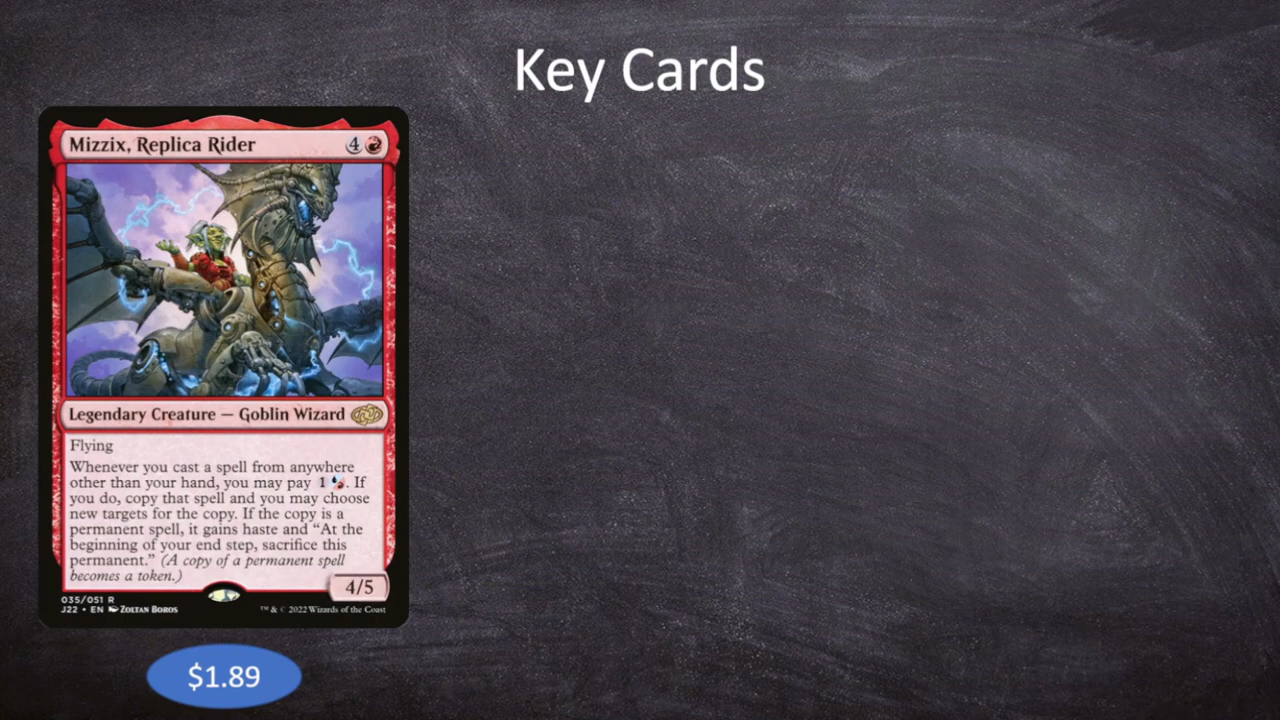 Key Cards
Mizzix, Replica Rider 4
Legendary Creature — Goblin Wizard
Flying
Whenever you cast a spell from anywhere
other than your hand, you may pay 1 . If
you do, copy that spell and you may choose
new targets for the copy. If the copy is a
permanent spell, it gains haste and “At the
beginning of your end step, sacrifice this
permanent.” (A copy of a permanent spell
becomes a token.)
4/5
035/051 R
J22 • EN Zoltan Boros
™ & © 2022 Wizards of the Coast
$1.89